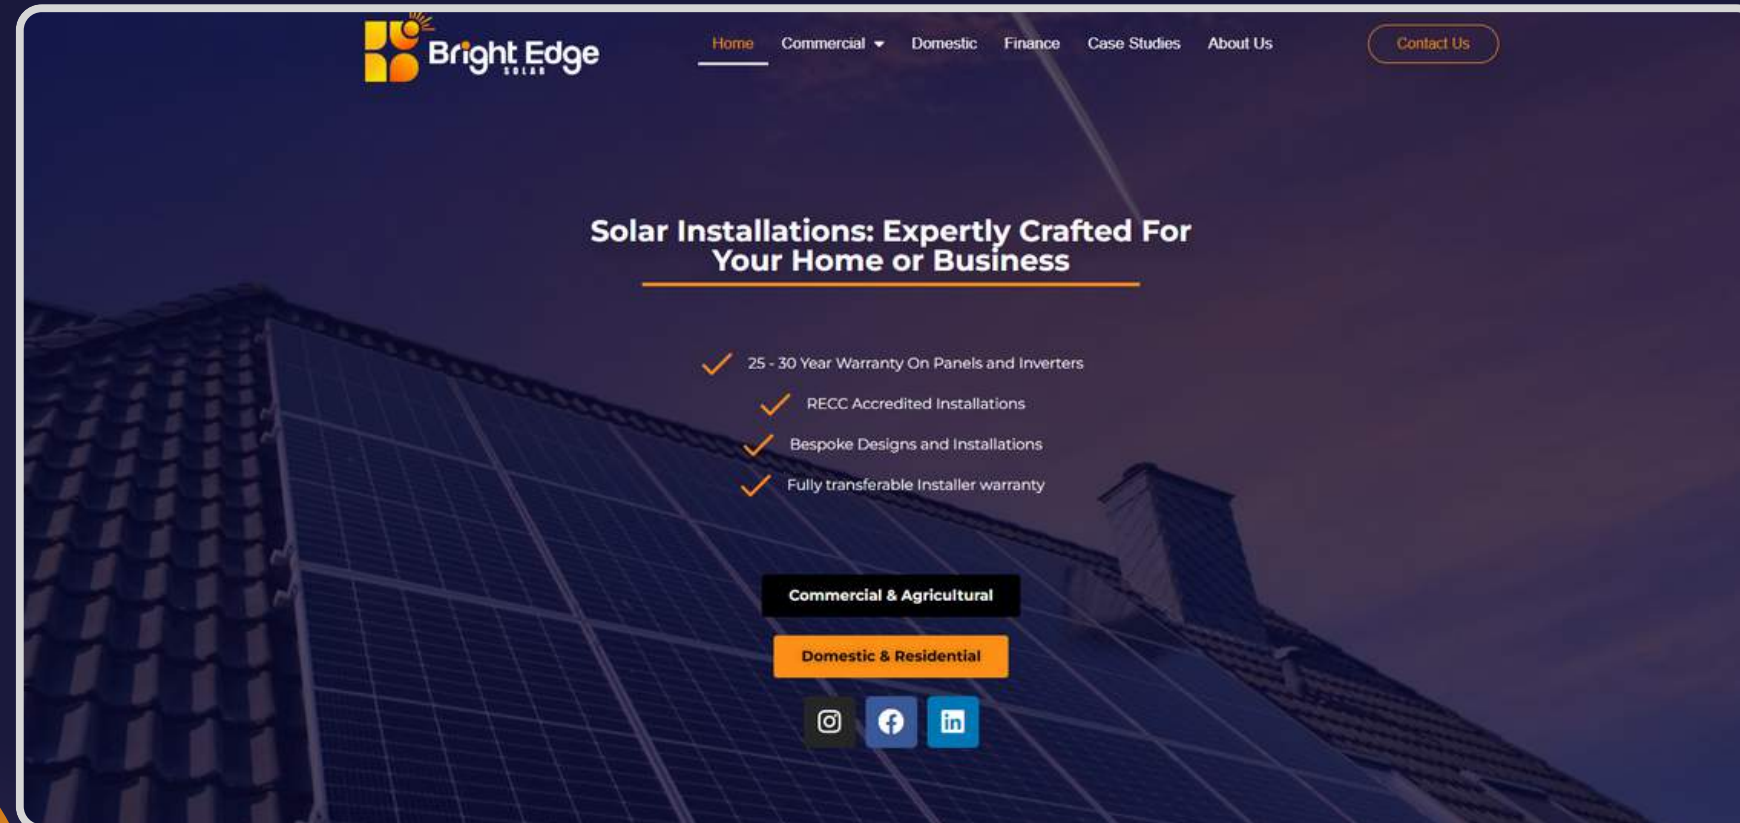 Bright Edge
SOLAR
Home Commercial Domestic Finance Case Studies About Us Contact Us
Solar Installations: Expertly Crafted For
Your Home or Business
25 - 30 Year Warranty On Panels and Inverters
RECC Accredited Installations
Bespoke Designs and Installations
Fully transferable Installer warranty
Commercial & Agricultural
Domestic & Residential
in